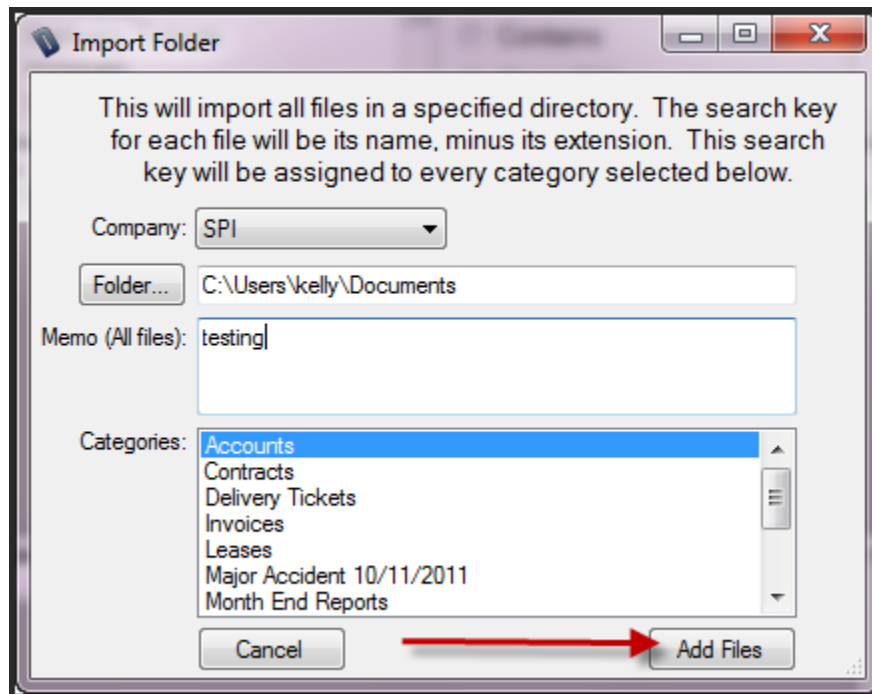 Import Folder
This will import all files in a specified directory.  The search key
for each file will be its name, minus its extension.  This search
key will be assigned to every category selected below.
Company: SPI
Folder... C:\Users\kelly\Documents
Memo (All files): testing
Categories: Accounts
Contracts
Delivery Tickets
Invoices
Leases
Major Accident 10/11/2011
Month End Reports
Cancel Add Files